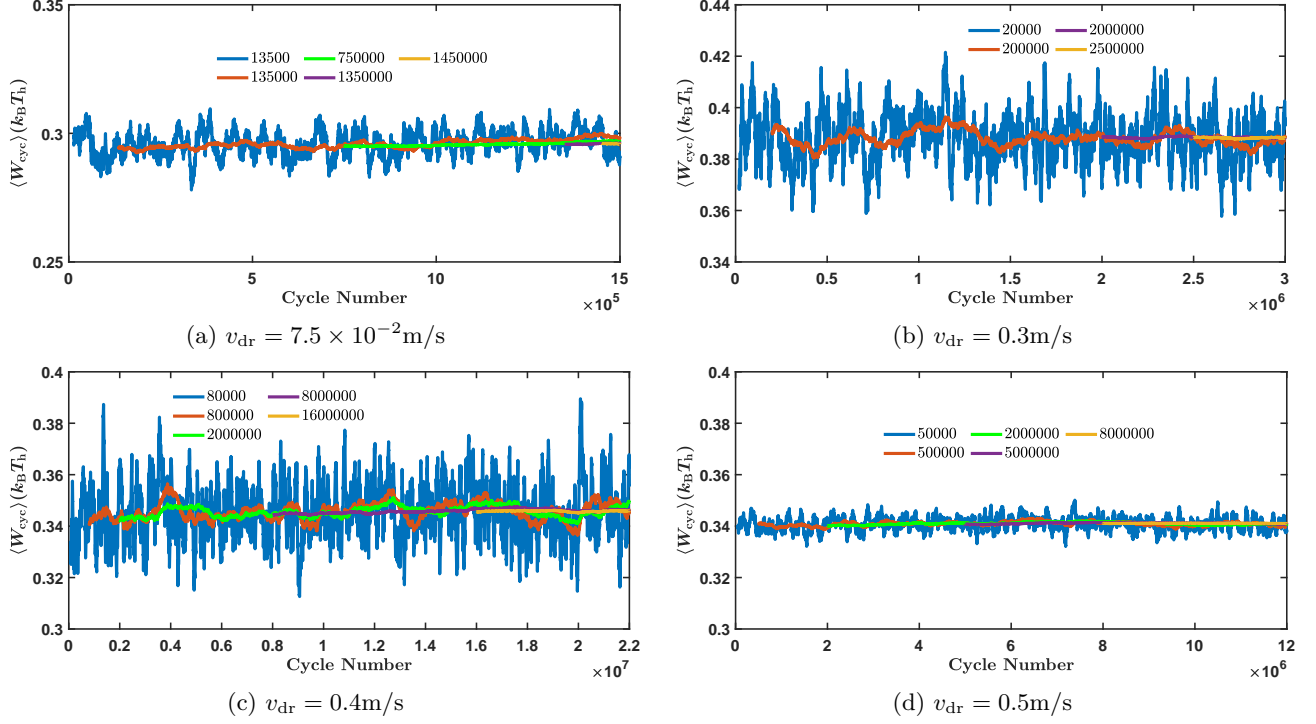 0.35
0.3
0.25
⟨W_cyc⟩(k_B T_h)
13500 750000 1450000
135000 1350000
0 5 10 15
Cycle Number
×10^5
(a) v_dr = 7.5 × 10^−2 m/s
0.44
0.42
0.4
0.38
0.36
0.34
⟨W_cyc⟩(k_B T_h)
20000 2000000
200000 2500000
0 0.5 1 1.5 2 2.5 3
Cycle Number
×10^6
(b) v_dr = 0.3m/s
0.4
0.38
0.36
0.34
0.32
0.3
⟨W_cyc⟩(k_B T_h)
80000 8000000
800000 16000000
2000000
0 0.2 0.4 0.6 0.8 1 1.2 1.4 1.6 1.8 2 2.2
Cycle Number
×10^7
(c) v_dr = 0.4m/s
0.4
0.38
0.36
0.34
0.32
0.3
⟨W_cyc⟩(k_B T_h)
50000 2000000 8000000
500000 5000000
0 2 4 6 8 10 12
Cycle Number
×10^6
(d) v_dr = 0.5m/s